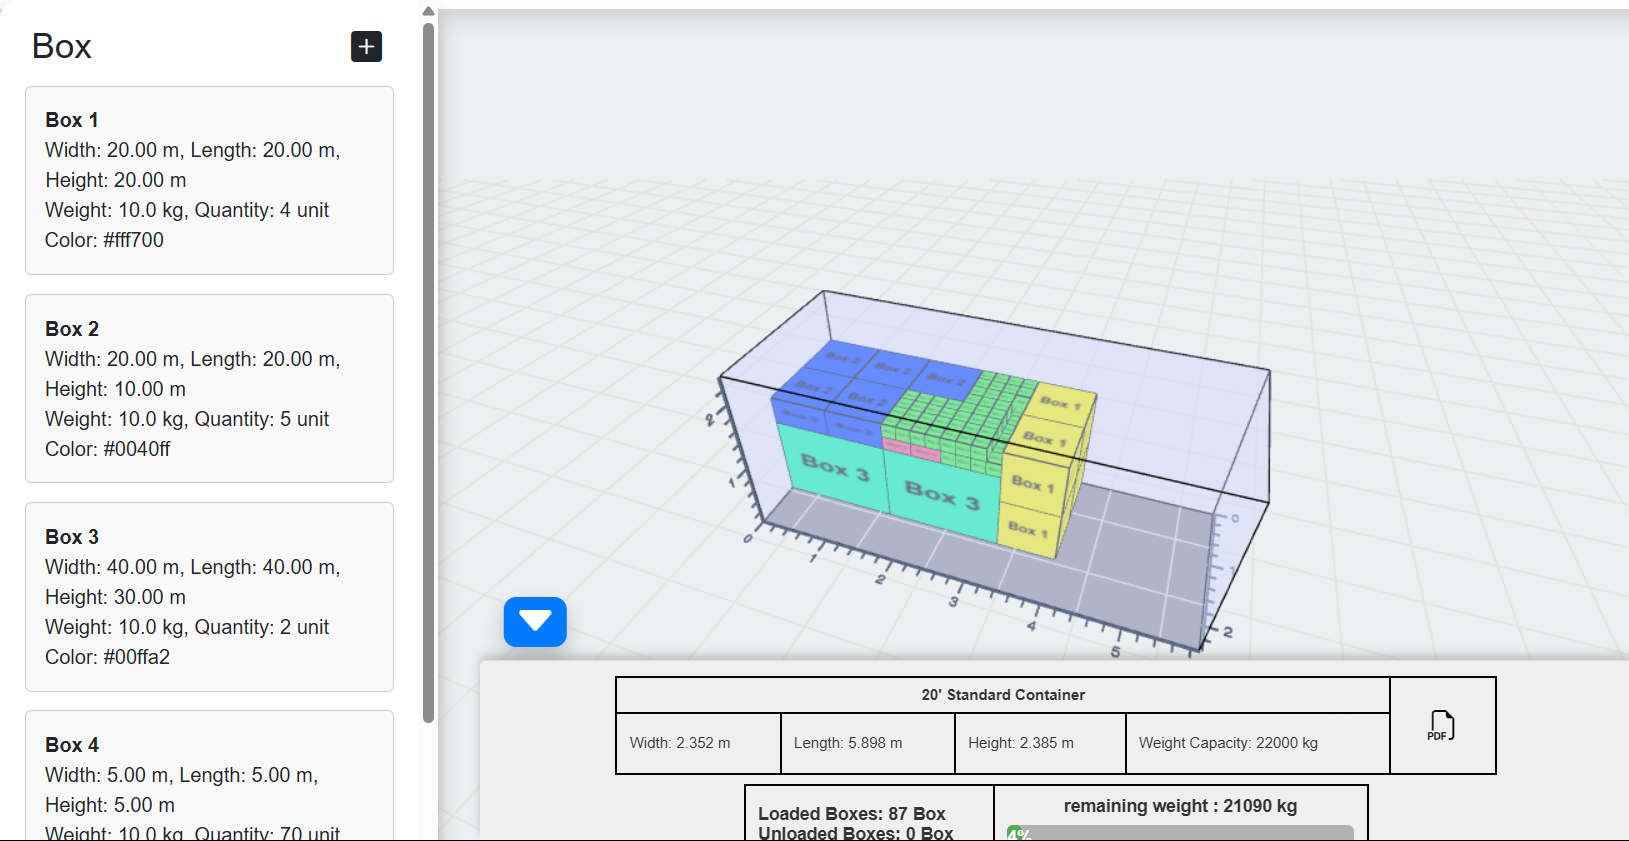 Box
Box 1
Width: 20.00 m, Length: 20.00 m,
Height: 20.00 m
Weight: 10.0 kg, Quantity: 4 unit
Color: #fff700
Box 2
Width: 20.00 m, Length: 20.00 m,
Height: 10.00 m
Weight: 10.0 kg, Quantity: 5 unit
Color: #0040ff
Box 3
Width: 40.00 m, Length: 40.00 m,
Height: 30.00 m
Weight: 10.0 kg, Quantity: 2 unit
Color: #00ffa2
Box 4
Width: 5.00 m, Length: 5.00 m,
Height: 5.00 m
Weight: 10.0 kg, Quantity: 70 unit
Box 2
Box 2
Box 2
Box 2
Box 2
Box 1
Box 1
Box 3
Box 3
Box 1
Box 1
2
1
0
1
2
3
4
5
0
1
2
20' Standard Container
Width: 2.352 m
Length: 5.898 m
Height: 2.385 m
Weight Capacity: 22000 kg
PDF
Loaded Boxes: 87 Box
Unloaded Boxes: 0 Box
remaining weight : 21090 kg
4%